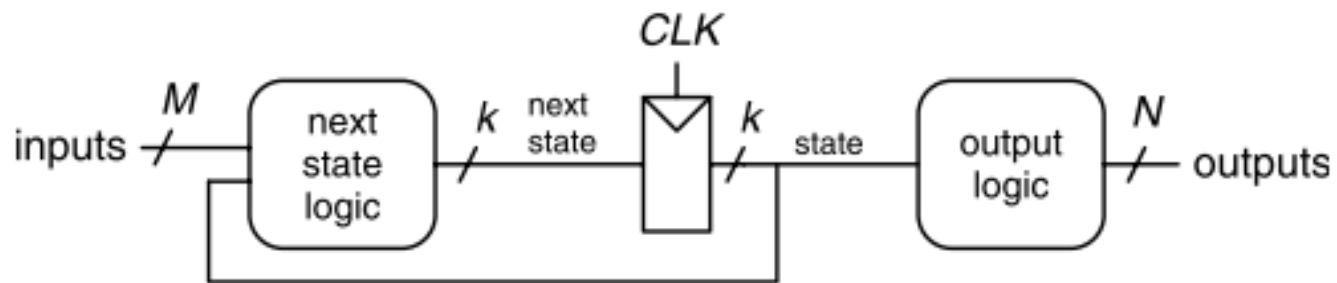 CLK
inputs
M
next
state
logic
k
next
state
k
state
output
logic
N
outputs